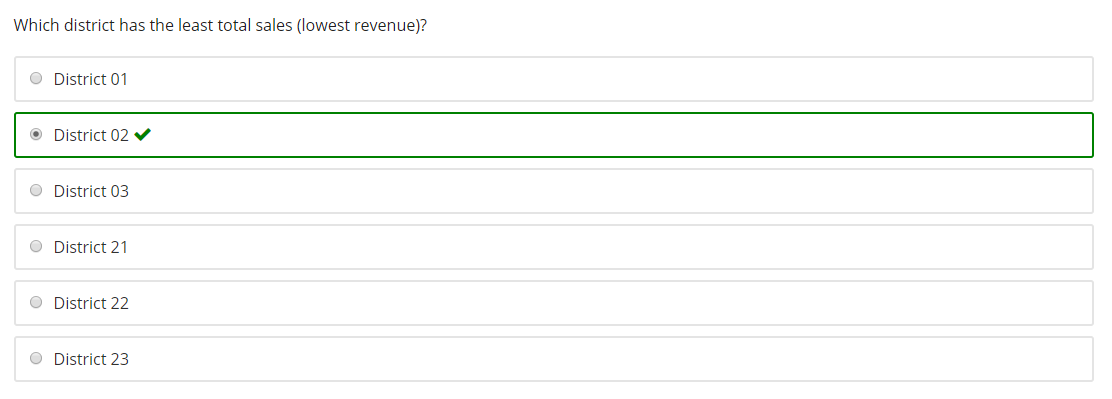 Which district has the least total sales (lowest revenue)?
District 01
District 02
District 03
District 21
District 22
District 23